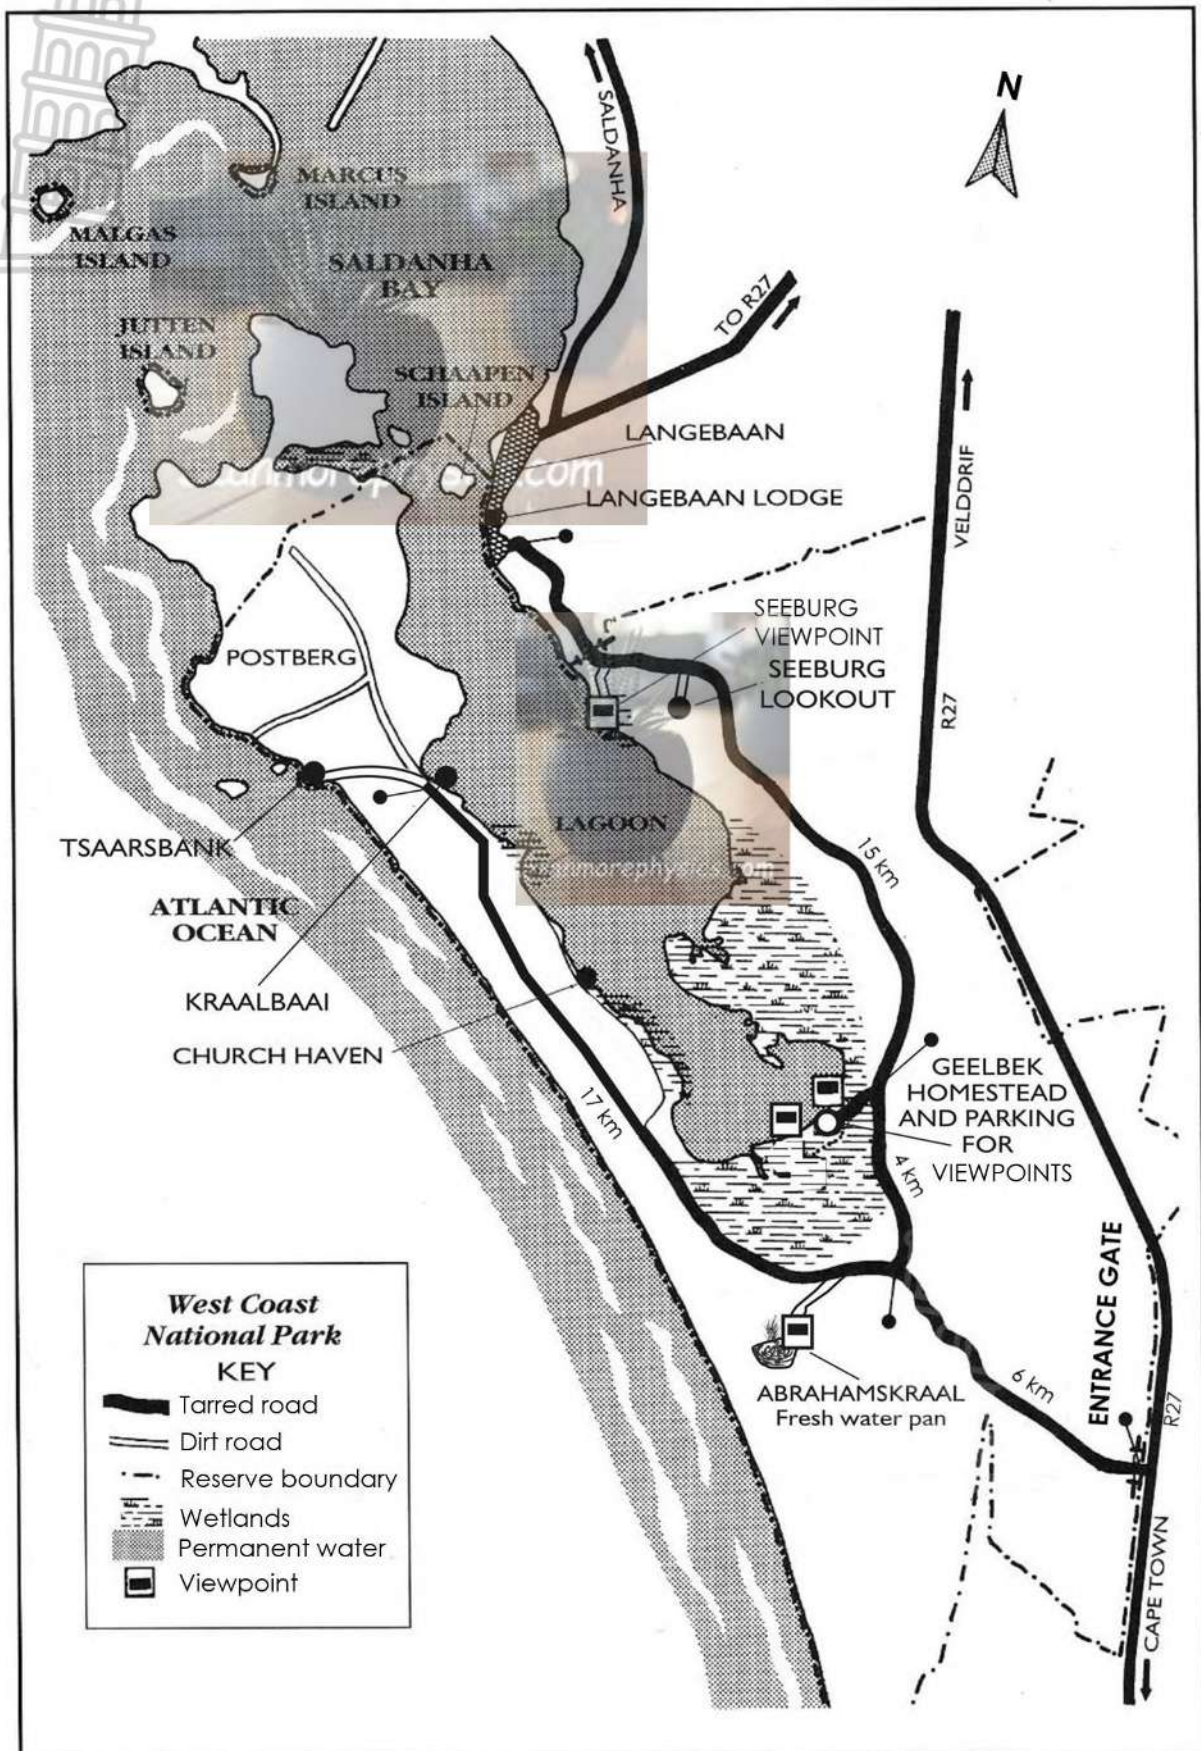 N
SALDANHA
MARCUS
ISLAND
MALGAS
ISLAND
SALDANHA
BAY
TO R27
JUTTEN
ISLAND
SCHAAPEN
ISLAND
LANGEBAAN
LANGEBAAN LODGE
VELDDRIF
SEEBURG
VIEWPOINT
SEEBURG
LOOKOUT
POSTBERG
R27
LAGOON
TSAARSBANK
15 km
ATLANTIC
OCEAN
KRAALBAAI
CHURCH HAVEN
GEELBEK
HOMESTEAD
AND PARKING
FOR
VIEWPOINTS
17 km
4 km
ENTRANCE GATE
ABRAHAMSKRAAL
Fresh water pan
6 km
R27
CAPE TOWN
West Coast
National Park
KEY
Tarred road
Dirt road
Reserve boundary
Wetlands
Permanent water
Viewpoint